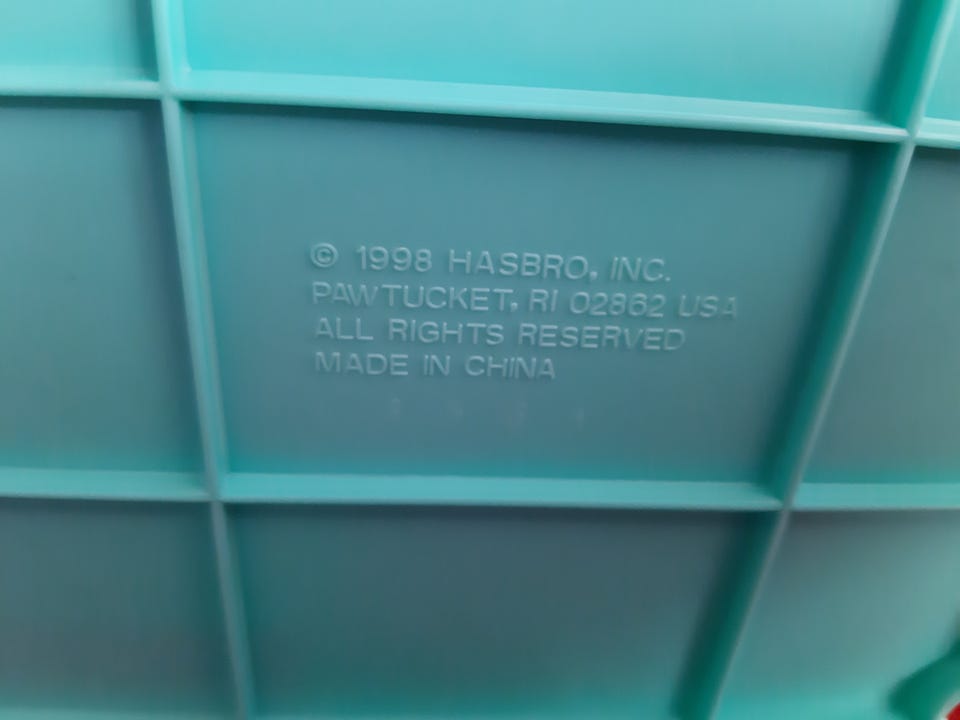 © 1998 HASBRO, INC.
PAWTUCKET, RI 02862 USA
ALL RIGHTS RESERVED
MADE IN CHINA